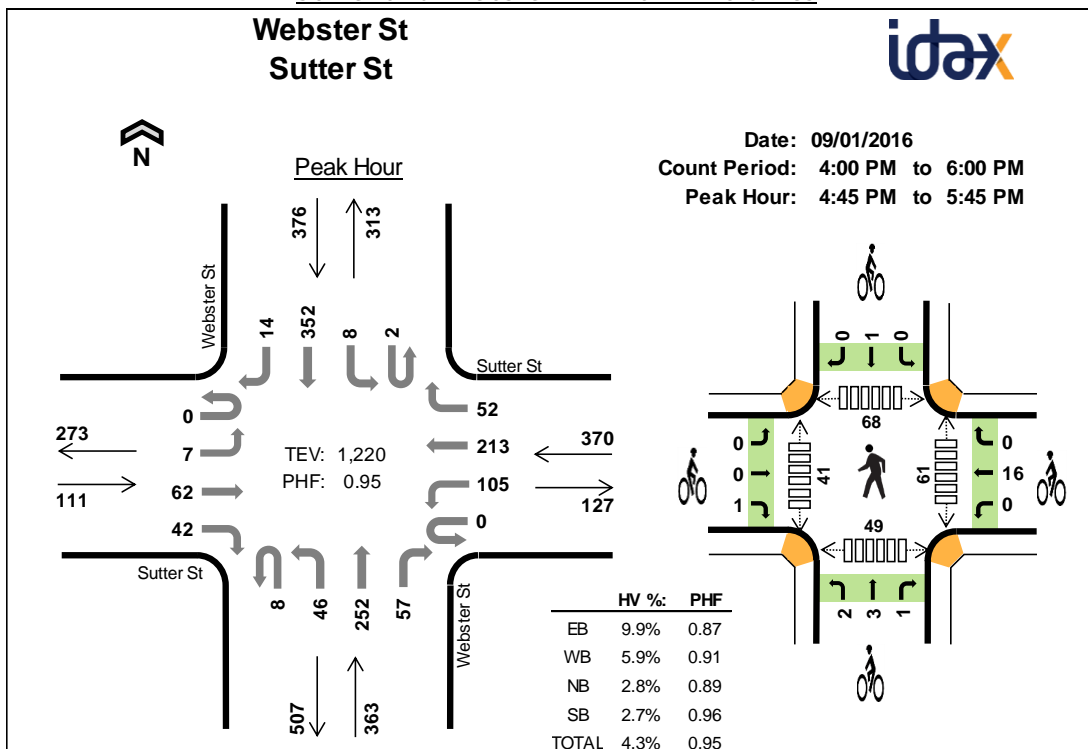 Webster St
Sutter St
idax
N
Peak Hour
Date: 09/01/2016
Count Period: 4:00 PM to 6:00 PM
Peak Hour: 4:45 PM to 5:45 PM
376
313
Webster St
14
352
8
2
Sutter St
0
7
62
42
273
111
TEV: 1,220
PHF: 0.95
52
213
105
0
370
127
Sutter St
8
46
252
57
Webster St
507
363
0 1 0
68
0
0
1
41
61
0
16
0
49
2 3 1
HV %: PHF
EB 9.9% 0.87
WB 5.9% 0.91
NB 2.8% 0.89
SB 2.7% 0.96
TOTAL 4.3% 0.95